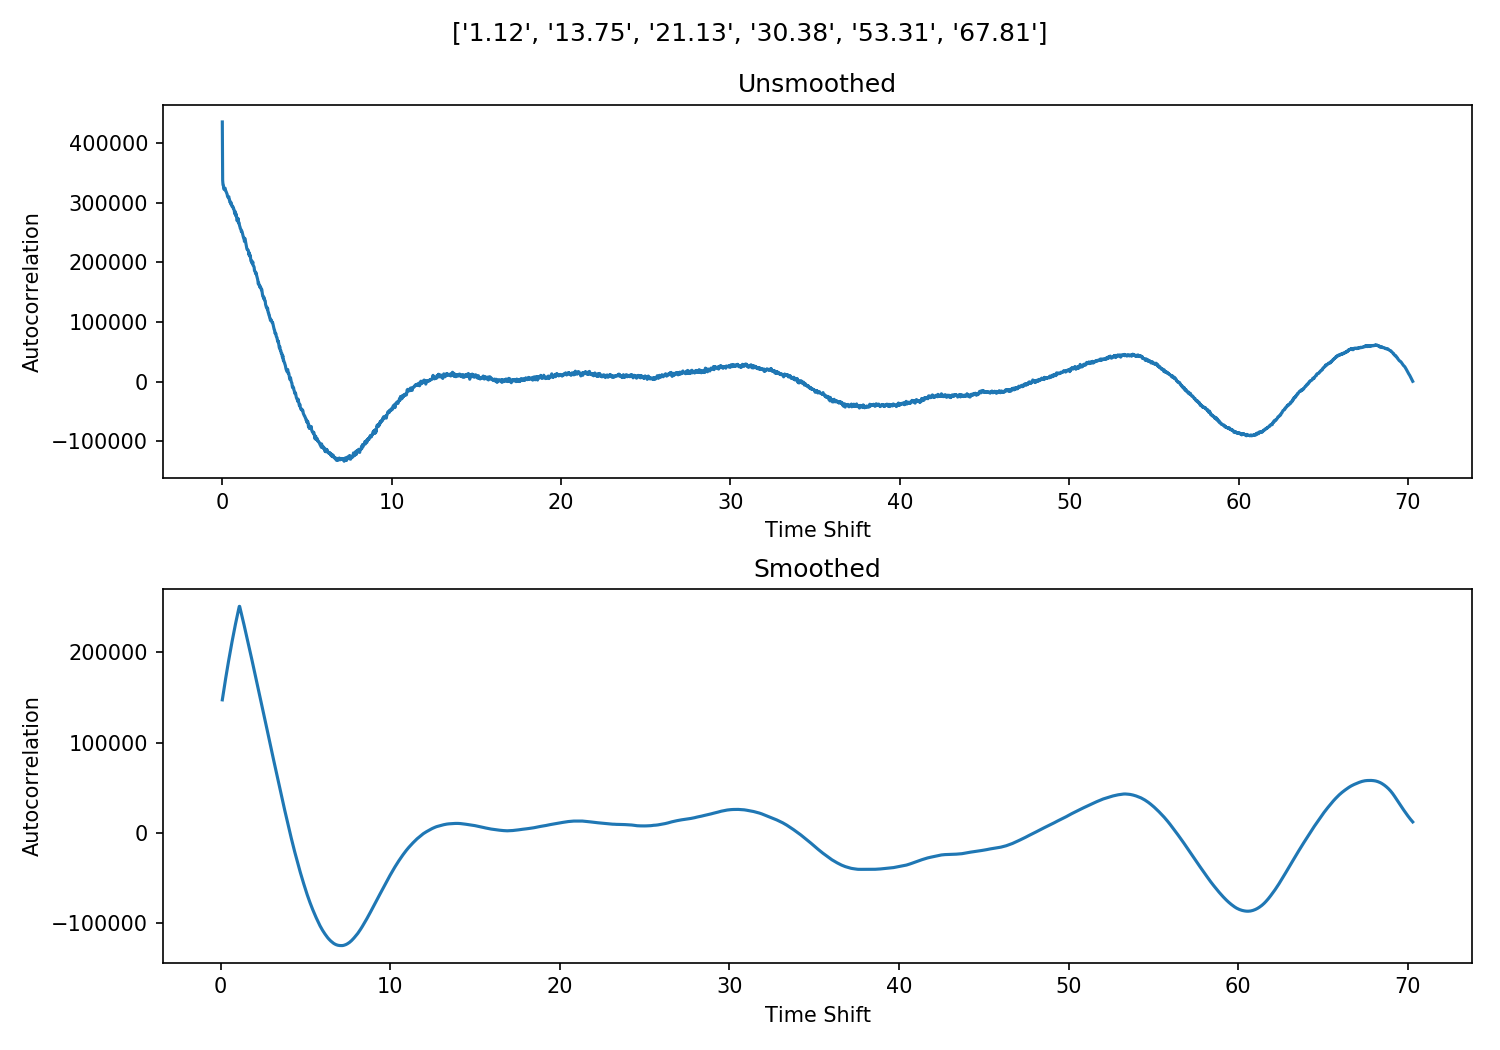 ['1.12', '13.75', '21.13', '30.38', '53.31', '67.81']
Unsmoothed
Autocorrelation
400000
300000
200000
100000
0
−100000
0 10 20 30 40 50 60 70
Time Shift
Smoothed
Autocorrelation
200000
100000
0
−100000
0 10 20 30 40 50 60 70
Time Shift